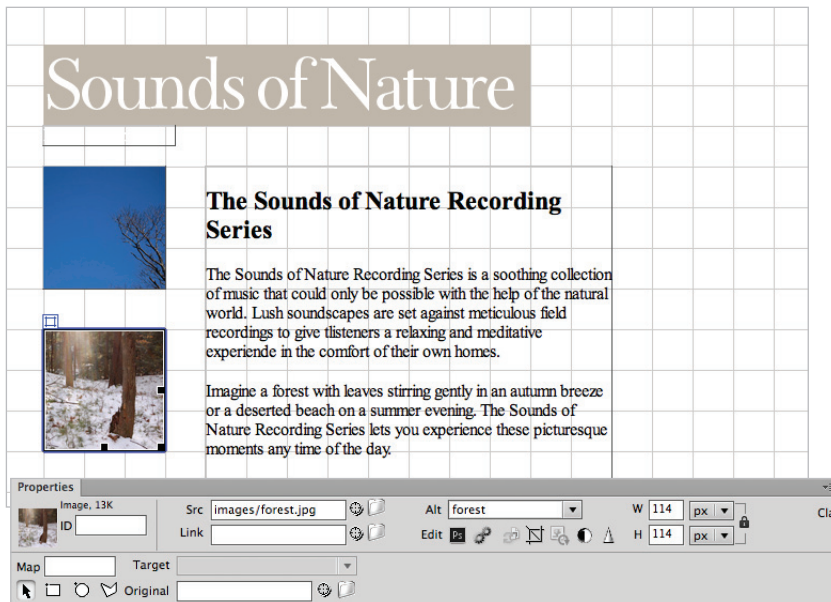 Sounds of Nature
The Sounds of Nature Recording
Series
The Sounds of Nature Recording Series is a soothing collection
of music that could only be possible with the help of the natural
world. Lush soundscapes are set against meticulous field
recordings to give tlisteners a relaxing and meditative
experiende in the comfort of their own homes.
Imagine a forest with leaves stirring gently in an autumn breeze
or a deserted beach on a summer evening. The Sounds of
Nature Recording Series lets you experience these picturesque
moments any time of the day.
Properties
Image, 13K Src images/forest.jpg Alt forest W 114 px Cla
ID
Link Edit Ps H 114 px
Map Target
Original